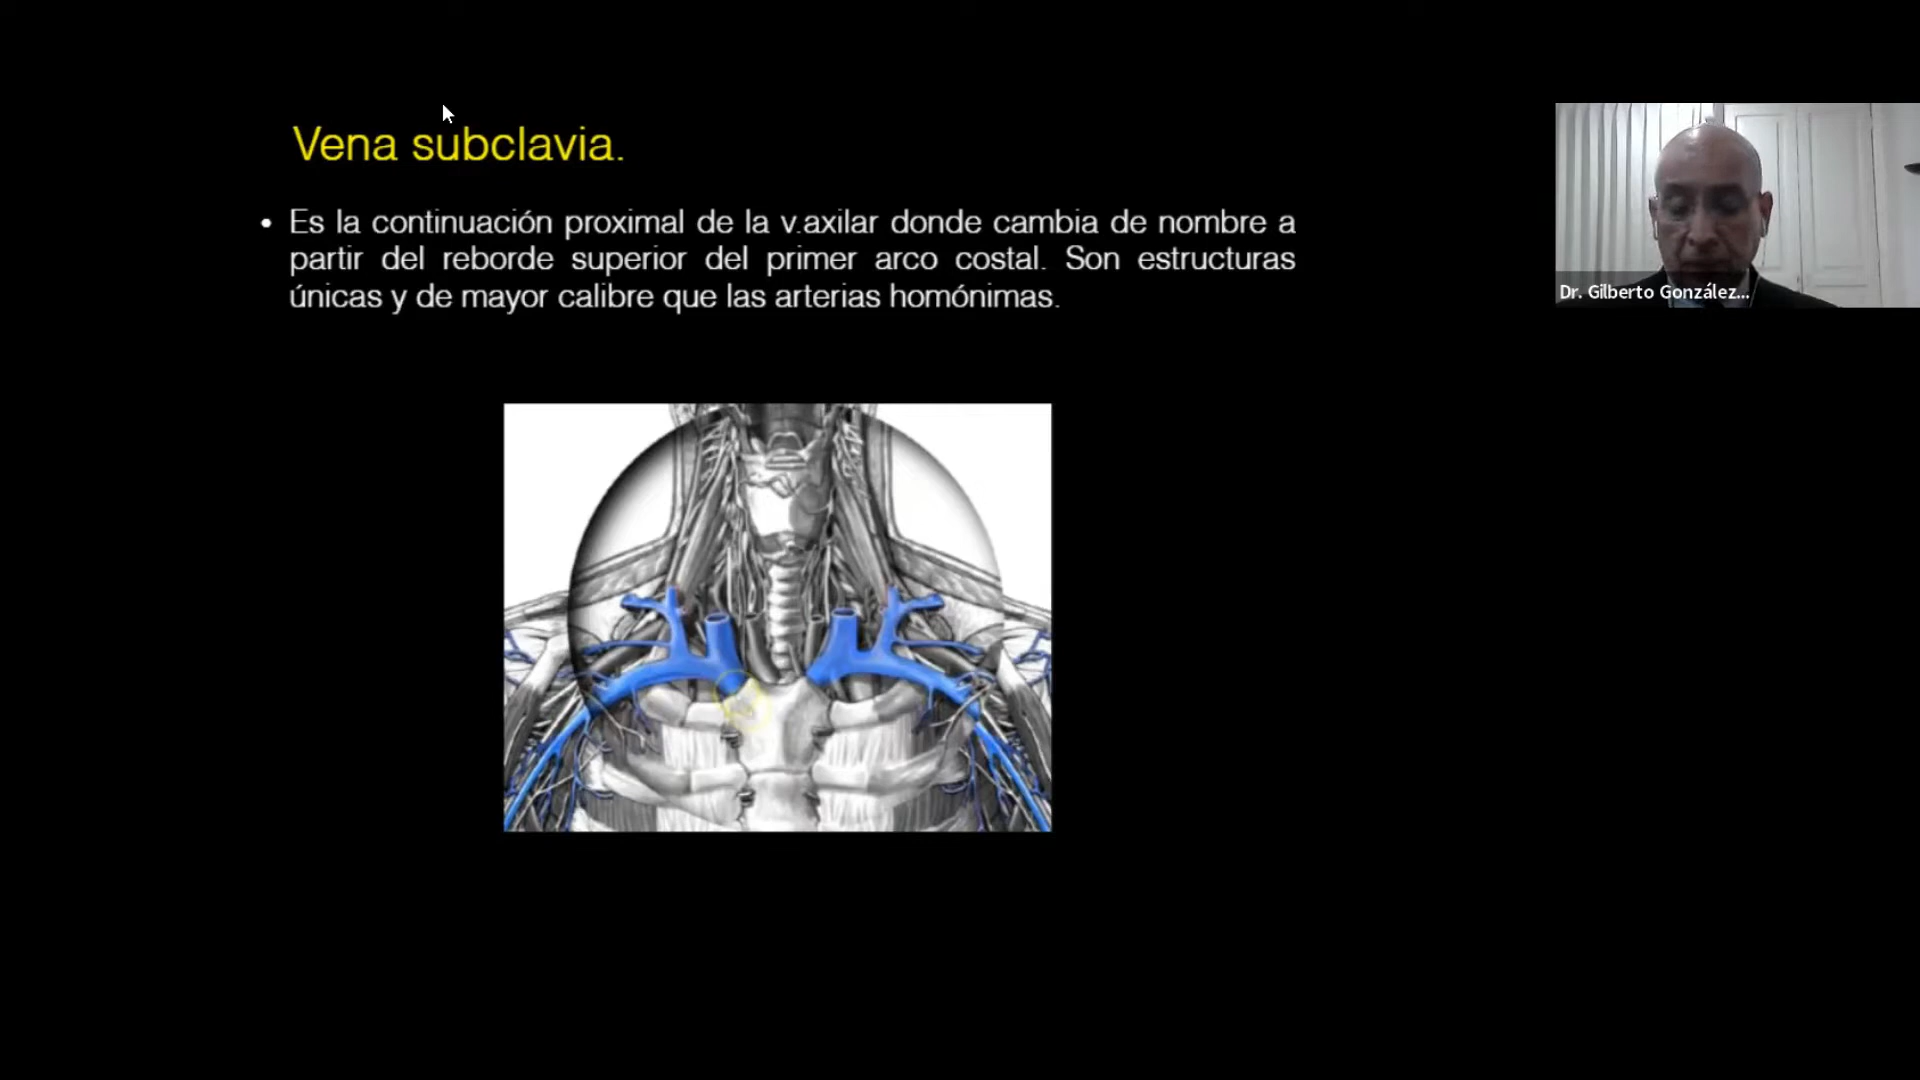 Vena subclavia.
• Es la continuación proximal de la v.axilar donde cambia de nombre a
partir del reborde superior del primer arco costal. Son estructuras
únicas y de mayor calibre que las arterias homónimas.
Dr. Gilberto González...